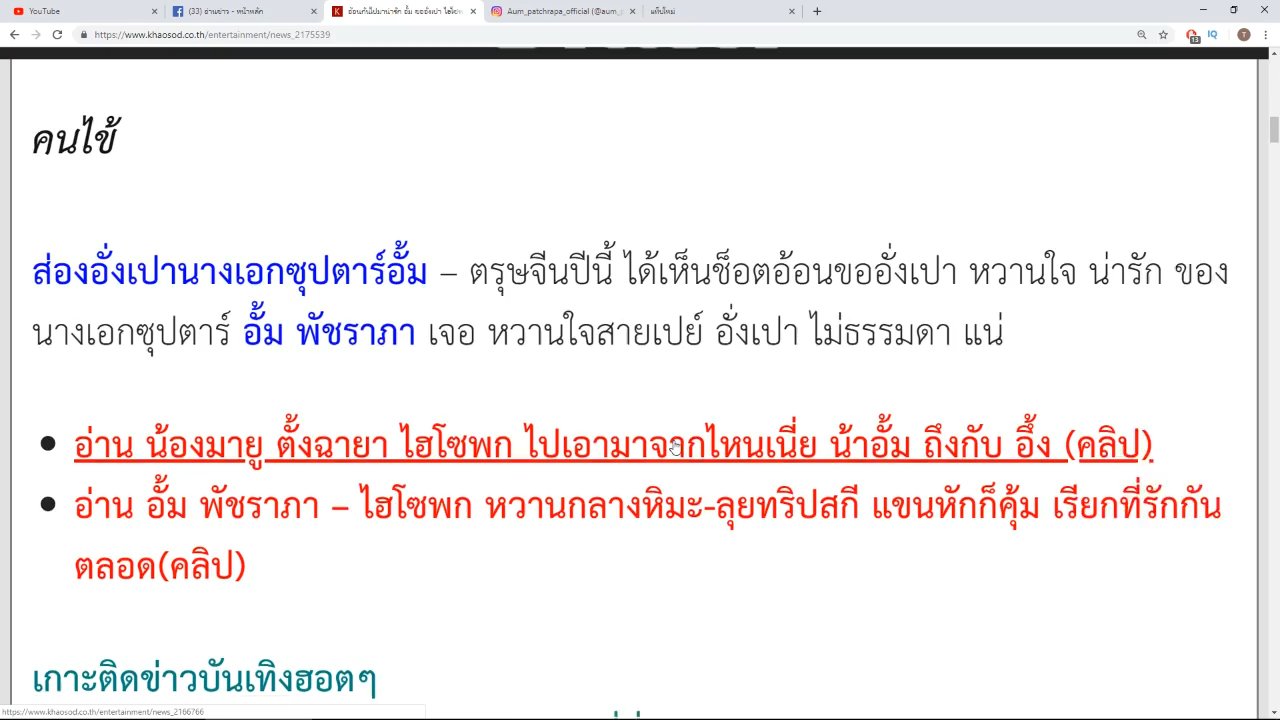 YouTube
(33) อ่านข่าว - หน้าหลัก
Aum_patchrapa_official (@aum_
แท็บใหม่
https://www.khaosod.co.th/entertainment/news_2175539
13
IQ
T
คนไข้
ส่องอั่งเปานางเอกซุปตาร์อั้ม – ตรุษจีนปีนี้ ได้เห็นช็อตอ้อนขออั่งเปา หวานใจ น่ารัก ของ
นางเอกซุปตาร์ อั้ม พัชราภา เจอ หวานใจสายเปย์ อั่งเปา ไม่ธรรมดา แน่
● อ่าน น้องมายู ตั้งฉายา ไฮโซพก ไปเอามาจากไหนเนี่ย น้าอั้ม ถึงกับ อึ้ง (คลิป)
● อ่าน อั้ม พัชราภา – ไฮโซพก หวานกลางหิมะ-ลุยทริปสกี แขนหักก็คุ้ม เรียกที่รักกัน
ตลอด(คลิป)
เกาะติดข่าวบันเทิงฮอตๆ
https://www.khaosod.co.th/entertainment/news_2166766